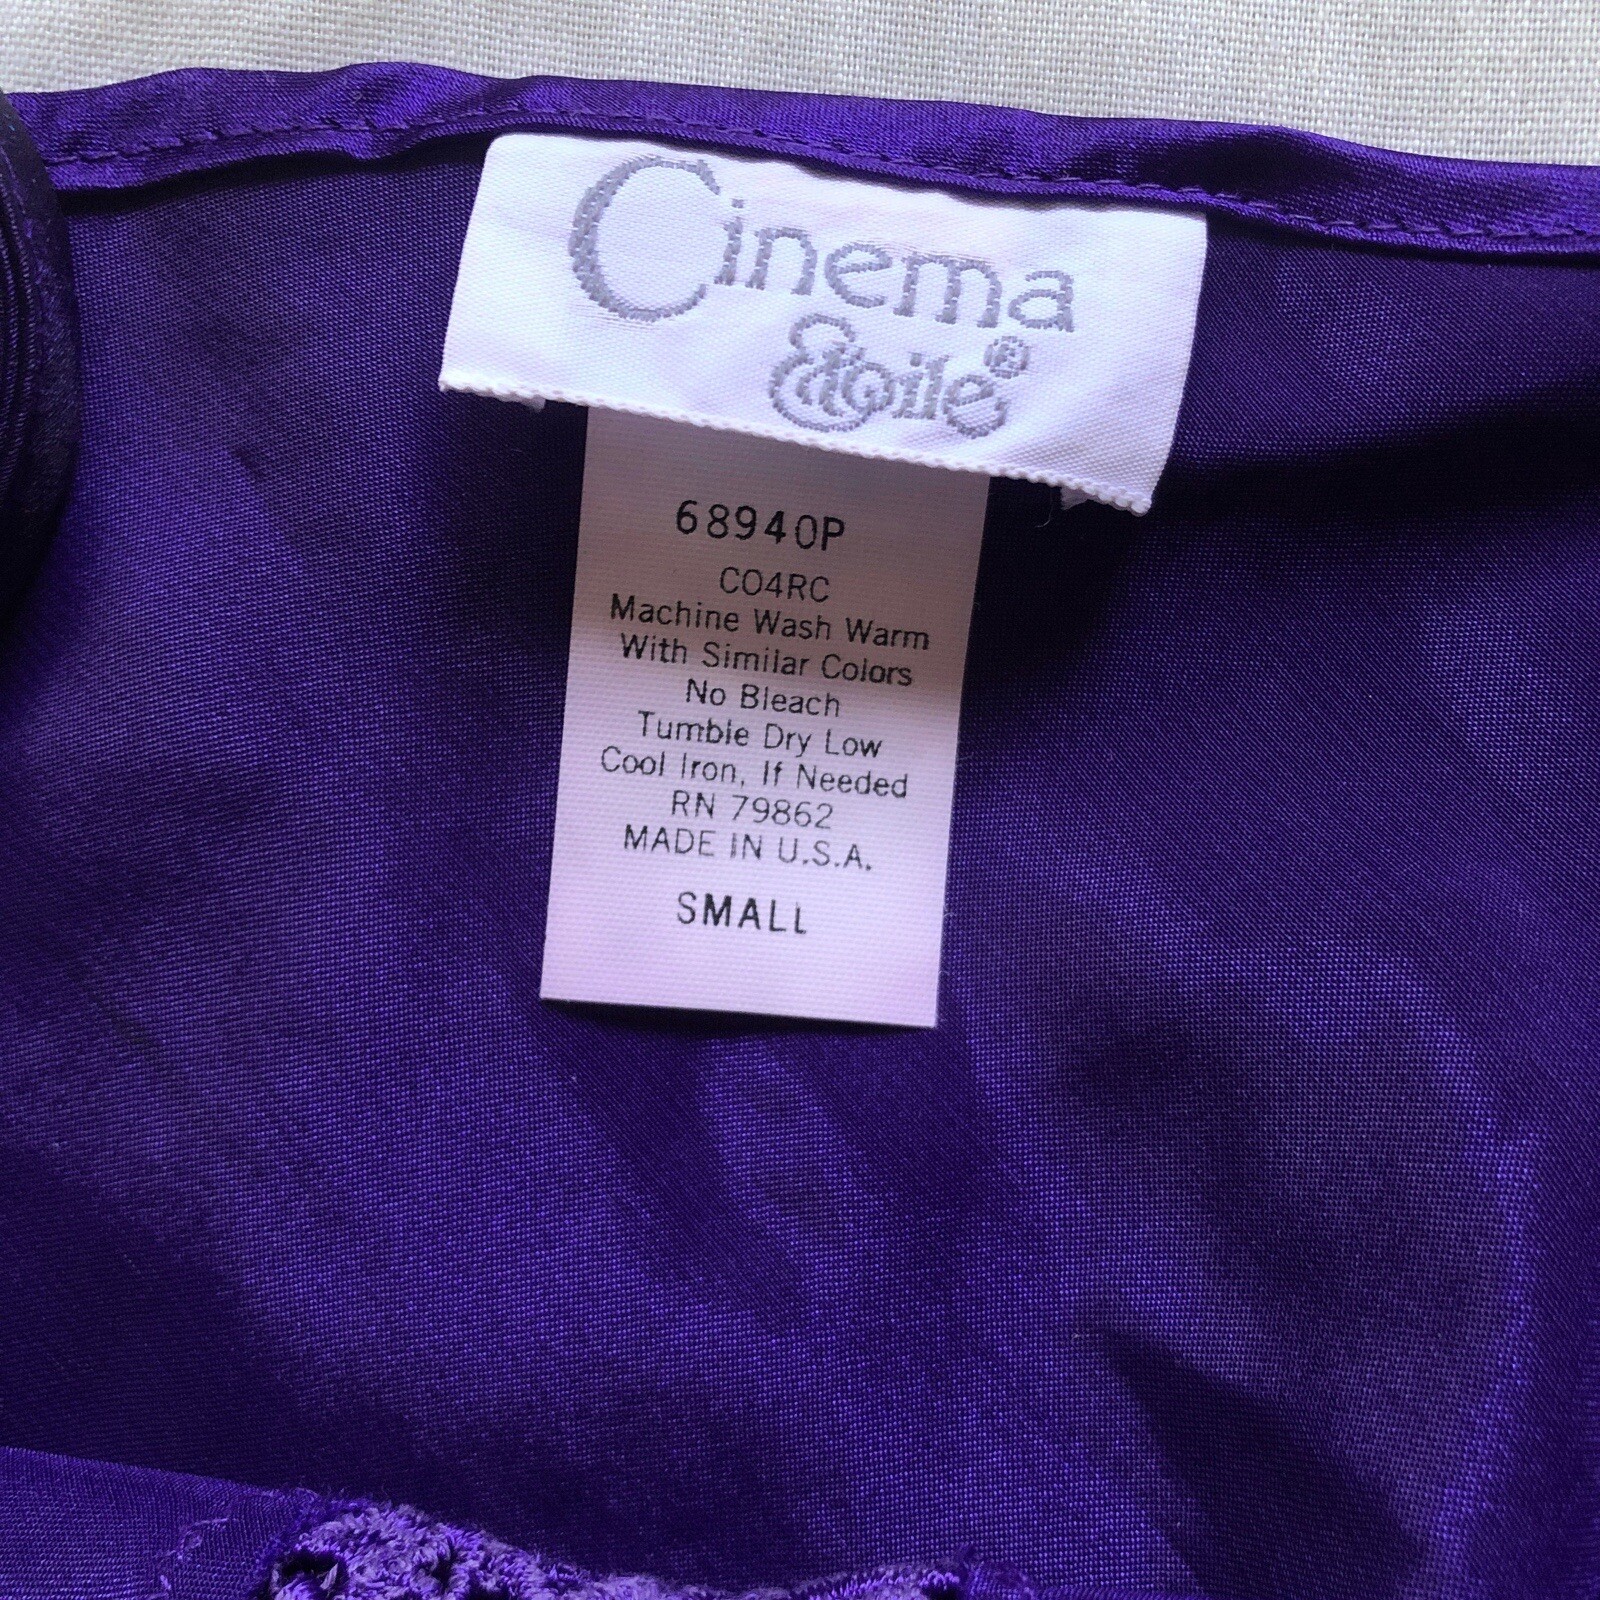 Cinema
Etoile®
68940P
CO4RC
Machine Wash Warm
With Similar Colors
No Bleach
Tumble Dry Low
Cool Iron, If Needed
RN 79862
MADE IN U.S.A.
SMALL